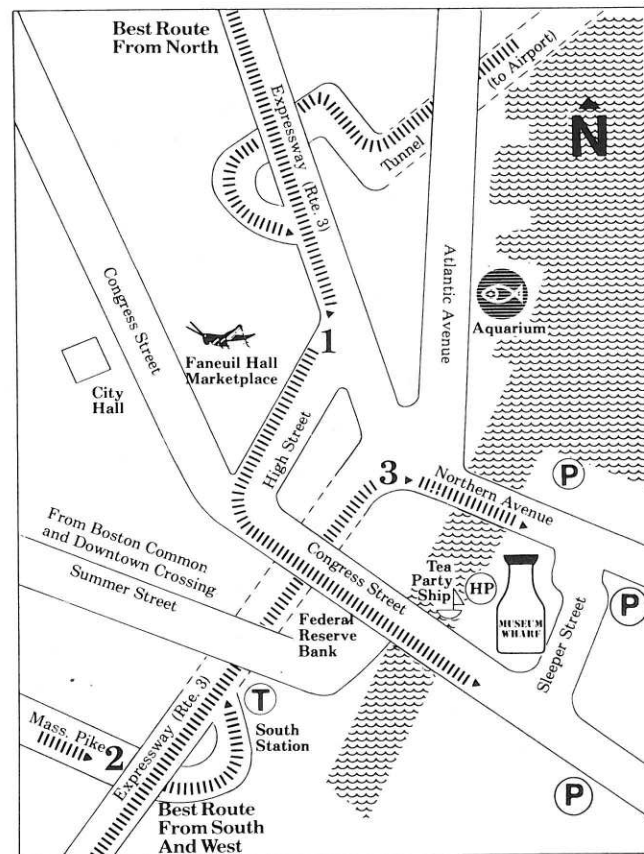 Best Route
From North
Expressway (Rte. 3)
(to Airport)
Tunnel
N
Congress Street
Atlantic Avenue
Aquarium
Faneuil Hall
Marketplace
City
Hall
1
High Street
3
Northern Avenue
P
From Boston Common
and Downtown Crossing
Summer Street
Congress Street
Tea
Party
Ship
HP
MUSEUM
WHARF
P
Sleeper Street
Federal
Reserve
Bank
Expressway (Rte. 3)
T
South
Station
Mass. Pike
2
P
Best Route
From South
And West